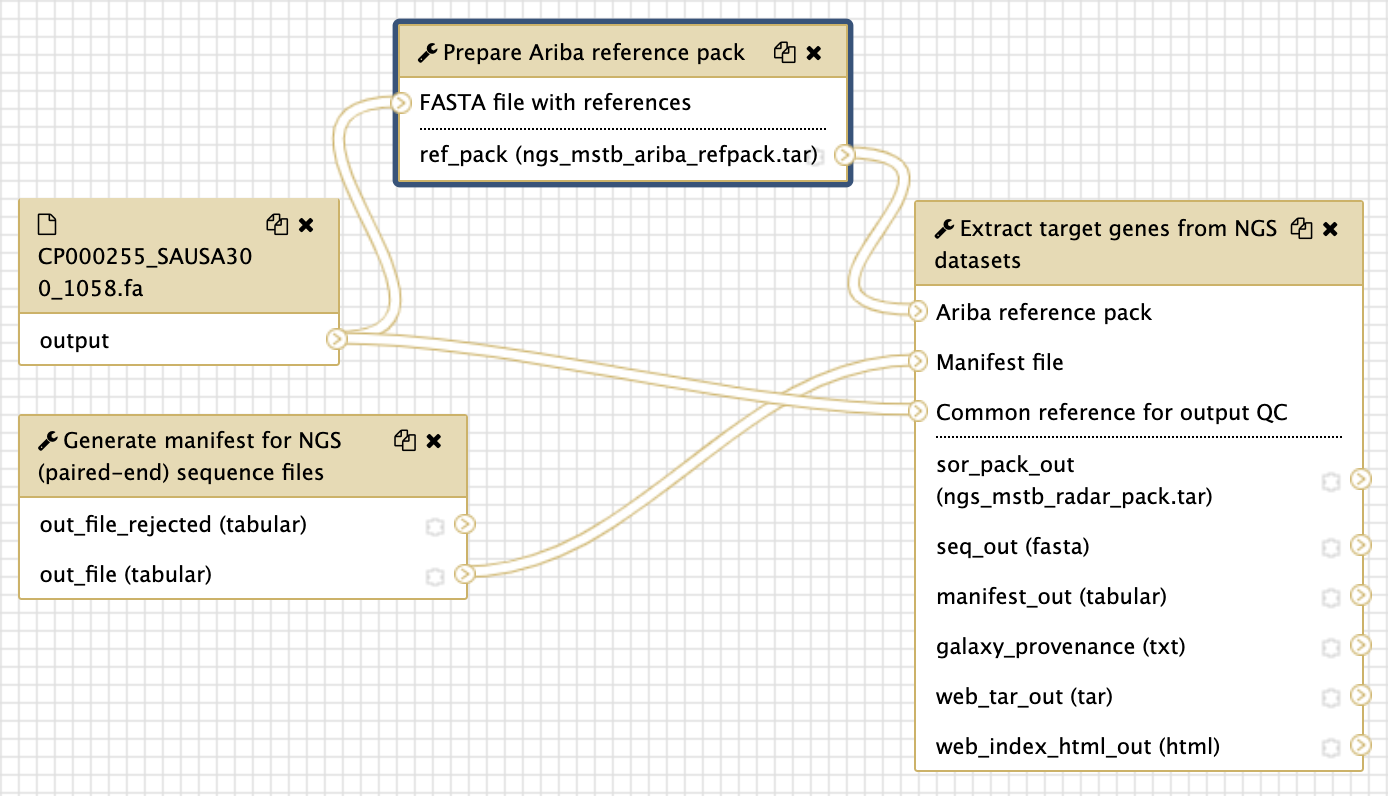 Prepare Ariba reference pack
FASTA file with references
ref_pack (ngs_mstb_ariba_refpack.tar)
CP000255_SAUSA30
0_1058.fa
output
Generate manifest for NGS
(paired-end) sequence files
out_file_rejected (tabular)
out_file (tabular)
Extract target genes from NGS
datasets
Ariba reference pack
Manifest file
Common reference for output QC
sor_pack_out
(ngs_mstb_radar_pack.tar)
seq_out (fasta)
manifest_out (tabular)
galaxy_provenance (txt)
web_tar_out (tar)
web_index_html_out (html)